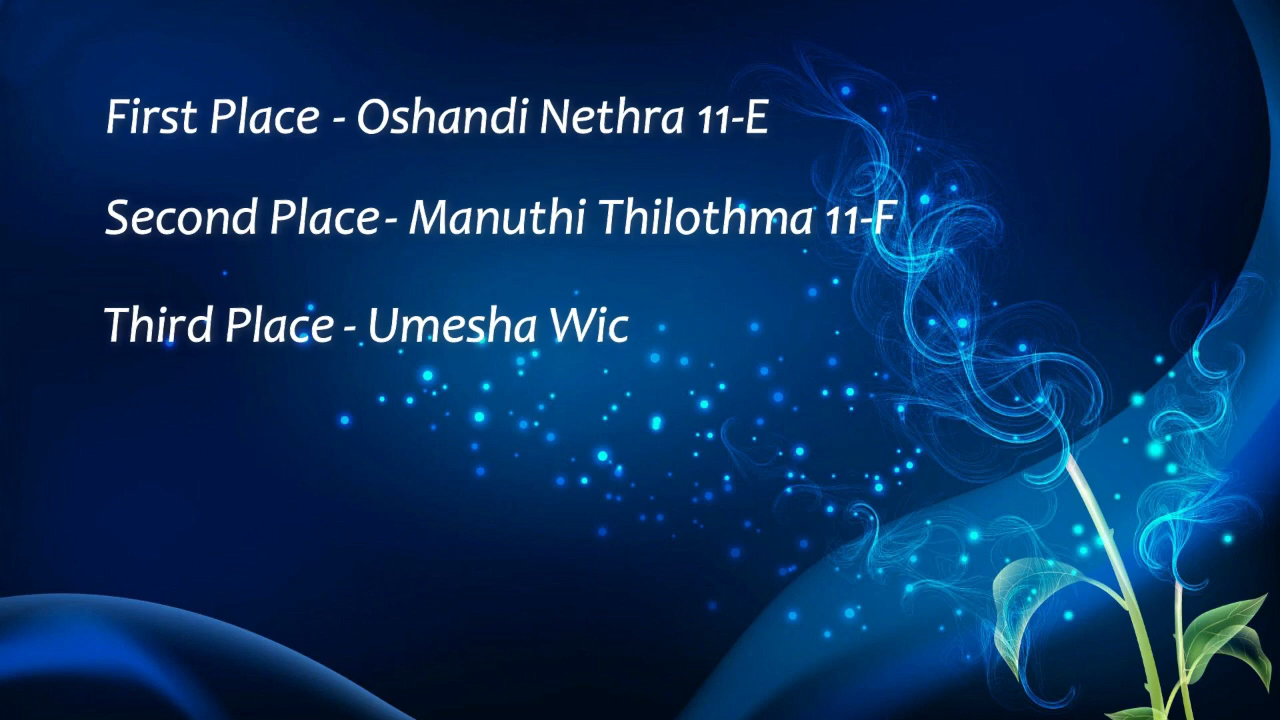 First Place - Oshandi Nethra 11-E
Second Place - Manuthi Thilothma 11-F
Third Place - Umesha Wic